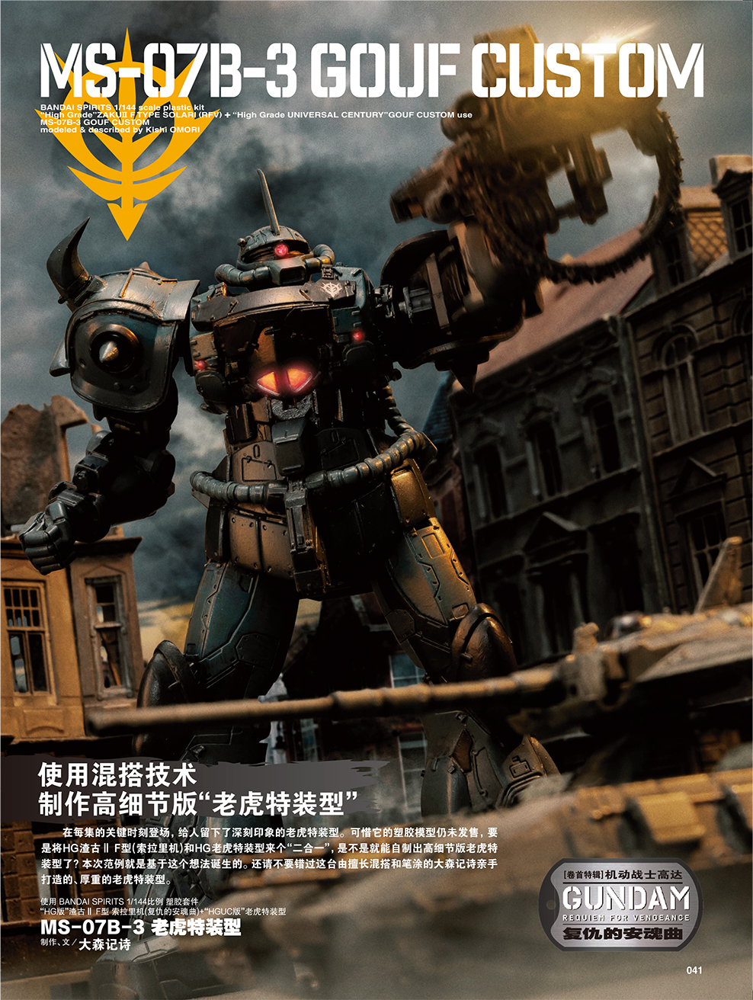 MS-07B-3 GOUF CUSTOM
BANDAI SPIRITS 1/144 scale plastic kit
"High Grade"ZAKUⅡ F TYPE SOLARI (RFV) + "High Grade UNIVERSAL CENTURY"GOUF CUSTOM use
MS-07B-3 GOUF CUSTOM
modeled & described by Kishi OMORI
使用混搭技术
制作高细节版“老虎特装型”
在每集的关键时刻登场，给人留下了深刻印象的老虎特装型。可惜它的塑胶模型仍未发售，要
是将HG渣古Ⅱ F型(索拉里机)和HG老虎特装型来个“二合一”，是不是就能自制出高细节版老虎特
装型了？本次范例就是基于这个想法诞生的。还请不要错过这台由擅长混搭和笔涂的大森记诗亲手
打造的、厚重的老虎特装型。
使用 BANDAI SPIRITS 1/144比例 塑胶套件
“HG版”渣古Ⅱ F型 索拉里机(复仇的安魂曲)+“HGUC版”老虎特装型
MS-07B-3 老虎特装型
制作、文／大森记诗
[卷首特辑]机动战士高达
GUNDAM
REQUIEM FOR VENGEANCE
复仇的安魂曲
041